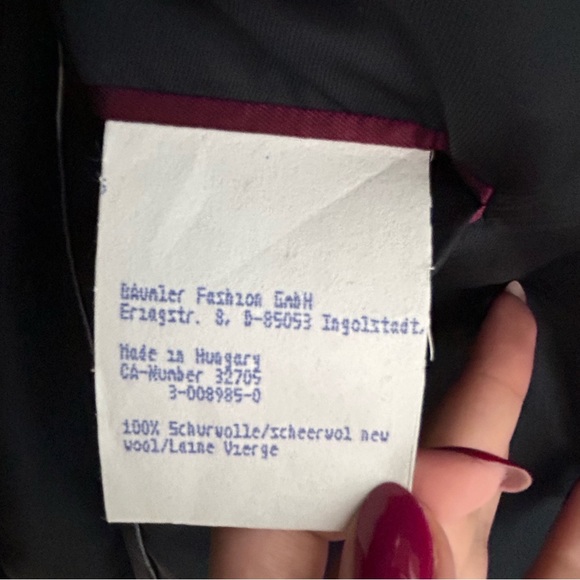 Bäumler Fashion GmbH
Eriagstr. 8, D-85053 Ingolstadt,
Made in Hungary
CA-Number 32705
3-008985-0
100% Schurwolle/scheerwol new
wool/Laine Vierge